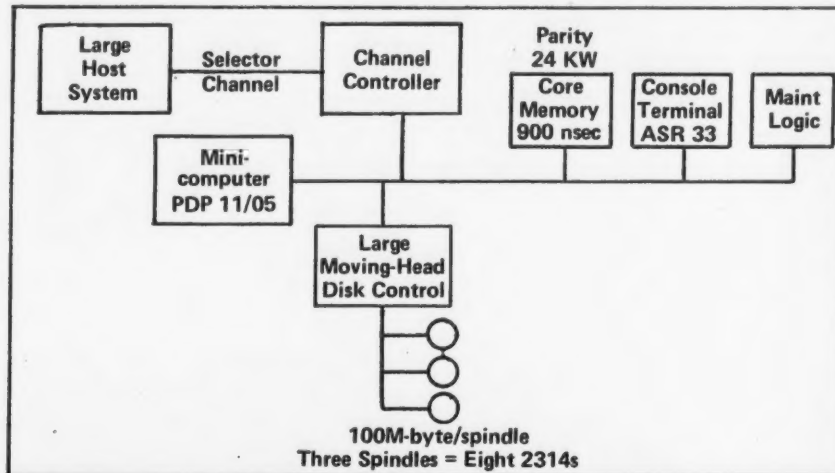 Large
Host
System
Selector
Channel
Channel
Controller
Parity
24 KW
Core
Memory
900 nsec
Console
Terminal
ASR 33
Maint
Logic
Mini-
computer
PDP 11/05
Large
Moving-Head
Disk Control
100M-byte/spindle
Three Spindles = Eight 2314s